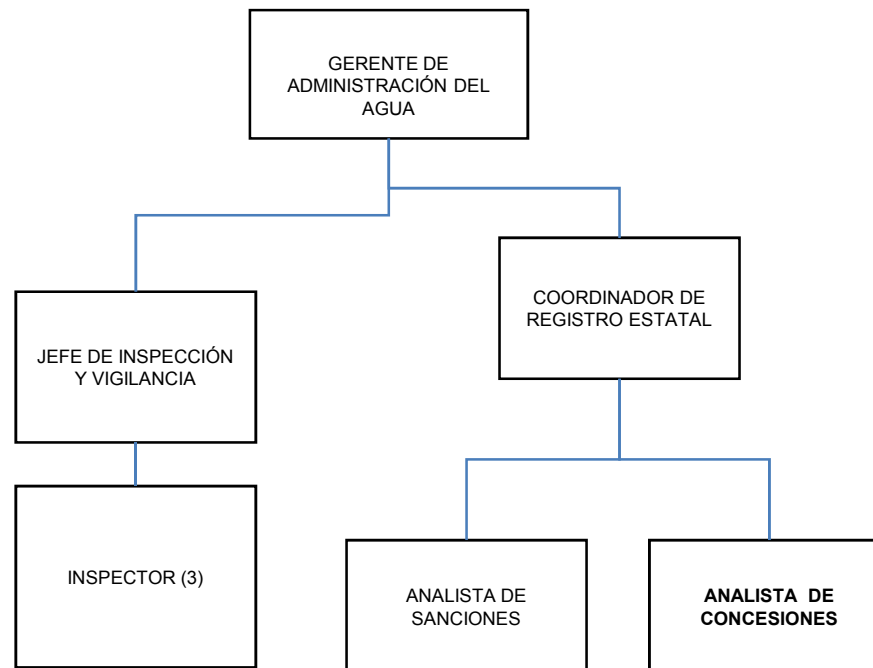 GERENTE DE
ADMINISTRACIÓN DEL
AGUA
COORDINADOR DE
REGISTRO ESTATAL
JEFE DE INSPECCIÓN
Y VIGILANCIA
INSPECTOR (3)
ANALISTA DE
SANCIONES
ANALISTA DE
CONCESIONES